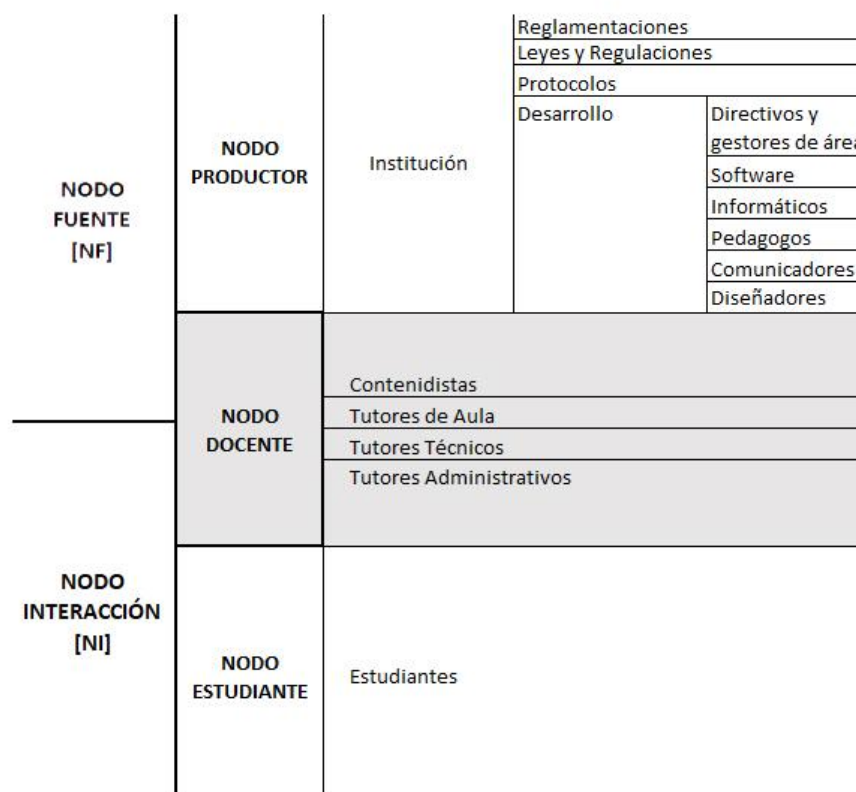 NODO
FUENTE
[NF]
NODO
PRODUCTOR
Institución
Reglamentaciones
Leyes y Regulaciones
Protocolos
Desarrollo
Directivos y
gestores de área
Software
Informáticos
Pedagogos
Comunicadores
Diseñadores
NODO
DOCENTE
Contenidistas
Tutores de Aula
Tutores Técnicos
Tutores Administrativos
NODO
INTERACCIÓN
[NI]
NODO
ESTUDIANTE
Estudiantes